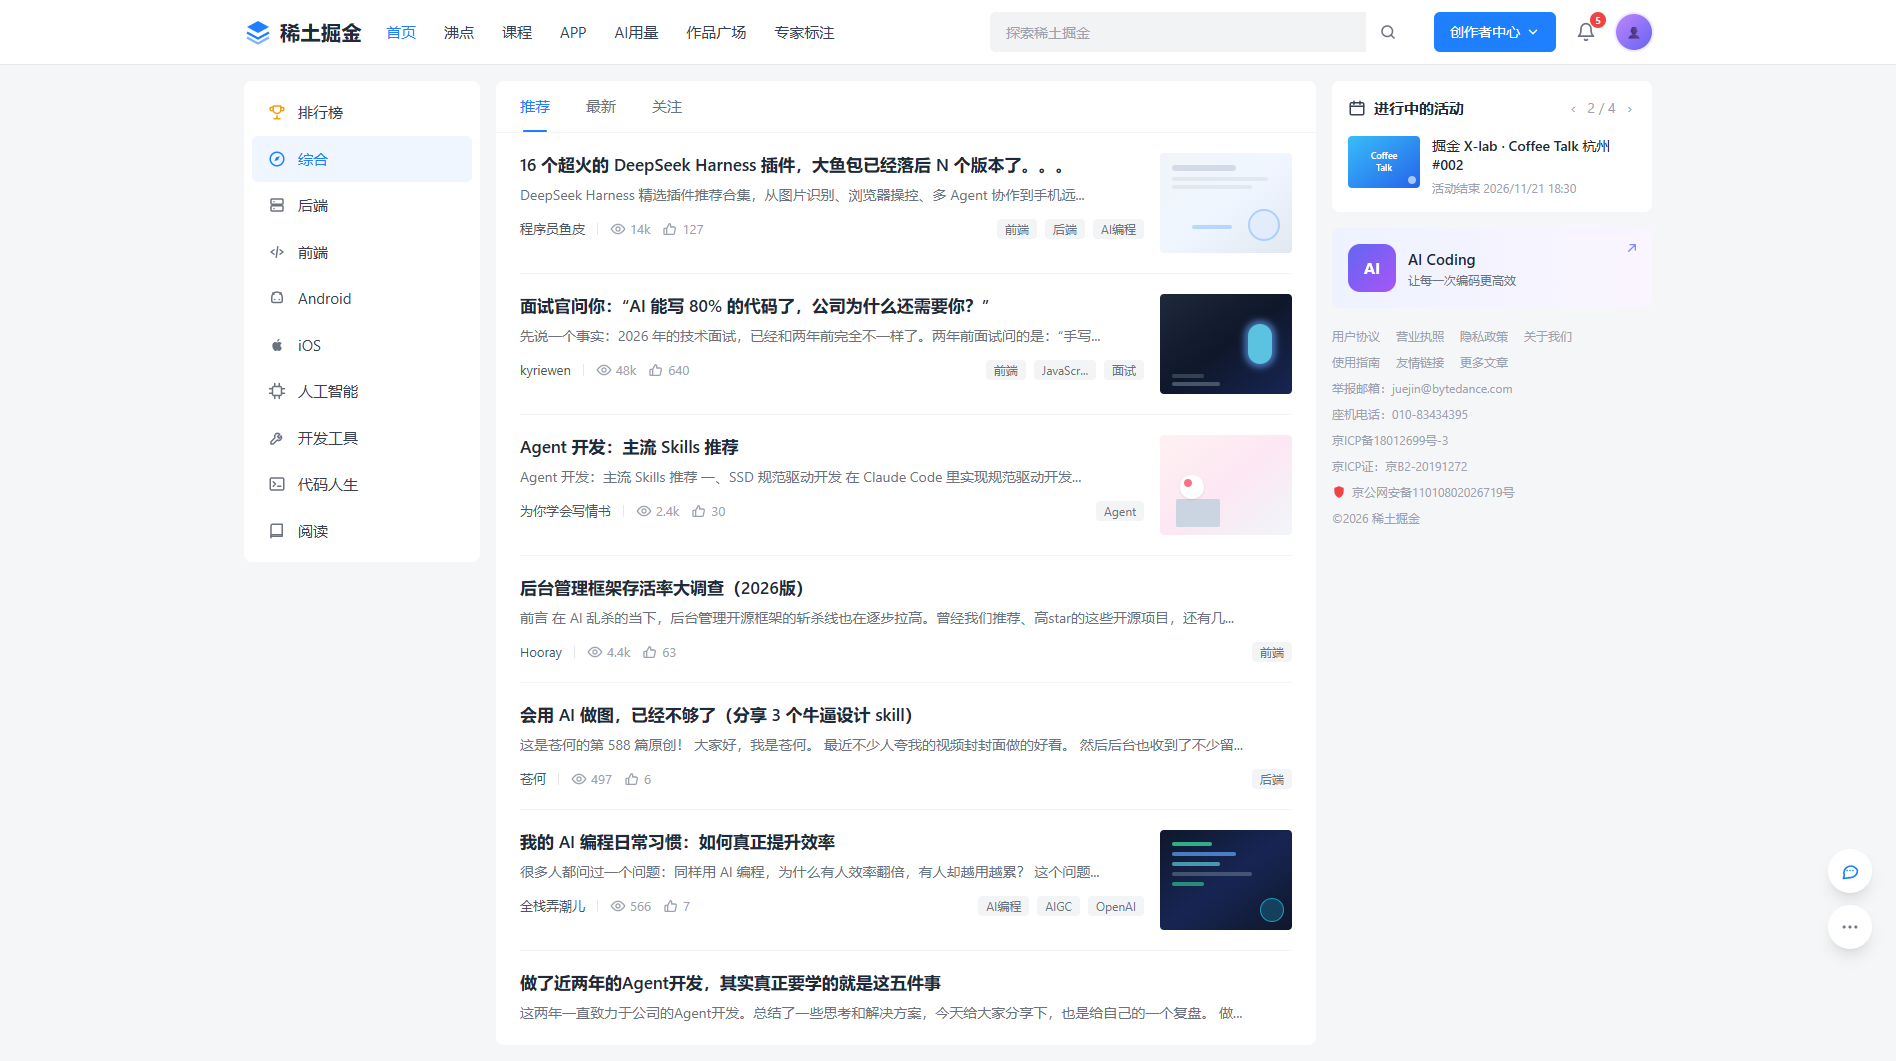 稀土掘金
首页 沸点 课程 APP AI用量 作品广场 专家标注
探索稀土掘金
创作者中心
5
排行榜
综合
后端
前端
Android
iOS
人工智能
开发工具
代码人生
阅读
推荐 最新 关注
16 个超火的 DeepSeek Harness 插件，大鱼包已经落后 N 个版本了。。。
DeepSeek Harness 精选插件推荐合集，从图片识别、浏览器操控、多 Agent 协作到手机远...
程序员鱼皮 14k 127 前端 后端 AI编程
面试官问你：“AI 能写 80% 的代码了，公司为什么还需要你？”
先说一个事实：2026 年的技术面试，已经和两年前完全不一样了。两年前面试问的是：“手写...
kyriewen 48k 640 前端 JavaScr... 面试
Agent 开发：主流 Skills 推荐
Agent 开发：主流 Skills 推荐 一、SSD 规范驱动开发 在 Claude Code 里实现规范驱动开发...
为你学会写情书 2.4k 30 Agent
后台管理框架存活率大调查（2026版）
前言 在 AI 乱杀的当下，后台管理开源框架的斩杀线也在逐步拉高。曾经我们推荐、高star的这些开源项目，还有几...
Hooray 4.4k 63 前端
会用 AI 做图，已经不够了（分享 3 个牛逼设计 skill）
这是苍何的第 588 篇原创！ 大家好，我是苍何。 最近不少人夸我的视频封封面做的好看。 然后后台也收到了不少留...
苍何 497 6 后端
我的 AI 编程日常习惯：如何真正提升效率
很多人都问过一个问题：同样用 AI 编程，为什么有人效率翻倍，有人却越用越累？ 这个问题...
全栈弄潮儿 566 7 AI编程 AIGC OpenAI
做了近两年的Agent开发，其实真正要学的就是这五件事
这两年一直致力于公司的Agent开发。总结了一些思考和解决方案，今天给大家分享下，也是给自己的一个复盘。 做...
进行中的活动 ‹ 2 / 4 ›
Coffee
Talk
掘金 X-lab · Coffee Talk 杭州
#002
活动结束 2026/11/21 18:30
AI
AI Coding
让每一次编码更高效
用户协议 营业执照 隐私政策 关于我们
使用指南 友情链接 更多文章
举报邮箱：juejin@bytedance.com
座机电话：010-83434395
京ICP备18012699号-3
京ICP证：京B2-20191272
京公网安备11010802026719号
©2026 稀土掘金